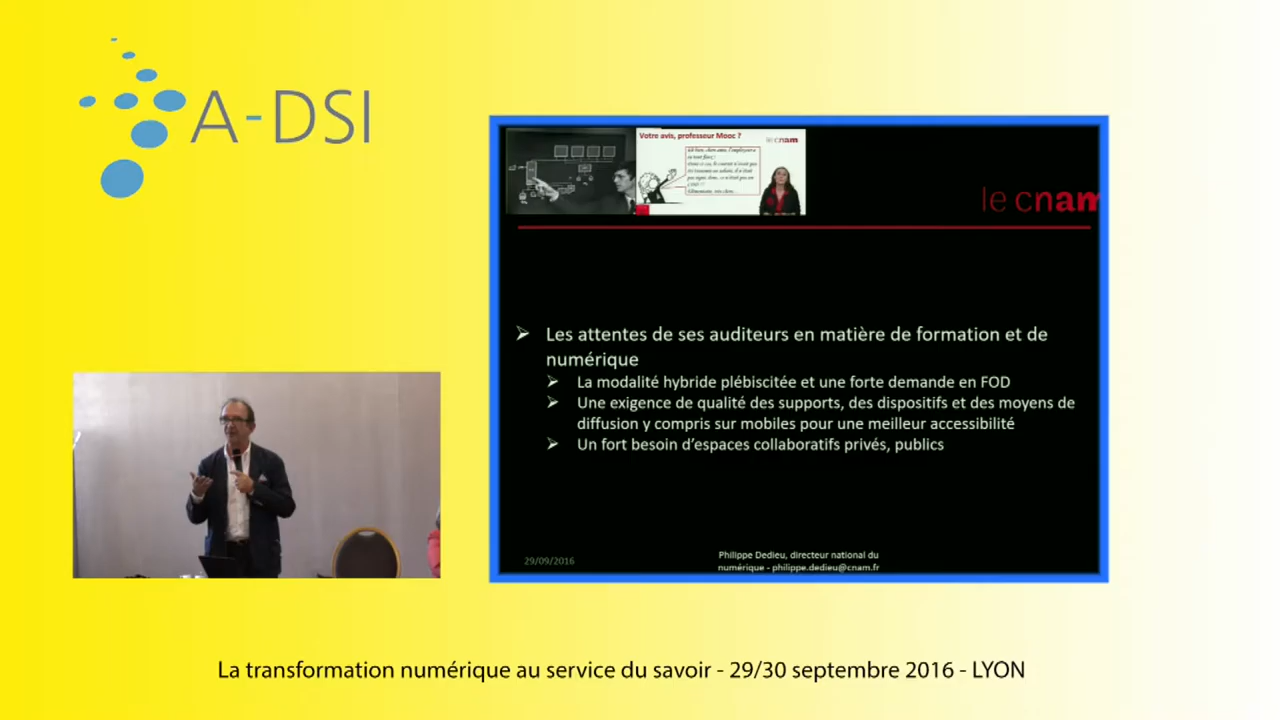 A-DSI
Votre avis, professeur Mooc ?
le cnam
le cnam
Les attentes de ses auditeurs en matière de formation et de
numérique
La modalité hybride plébiscitée et une forte demande en FOD
Une exigence de qualité des supports, des dispositifs et des moyens de
diffusion y compris sur mobiles pour une meilleur accessibilité
Un fort besoin d'espaces collaboratifs privés, publics
29/09/2016
Philippe Dedieu, directeur national du
numérique - philippe.dedieu@cnam.fr
La transformation numérique au service du savoir - 29/30 septembre 2016 - LYON